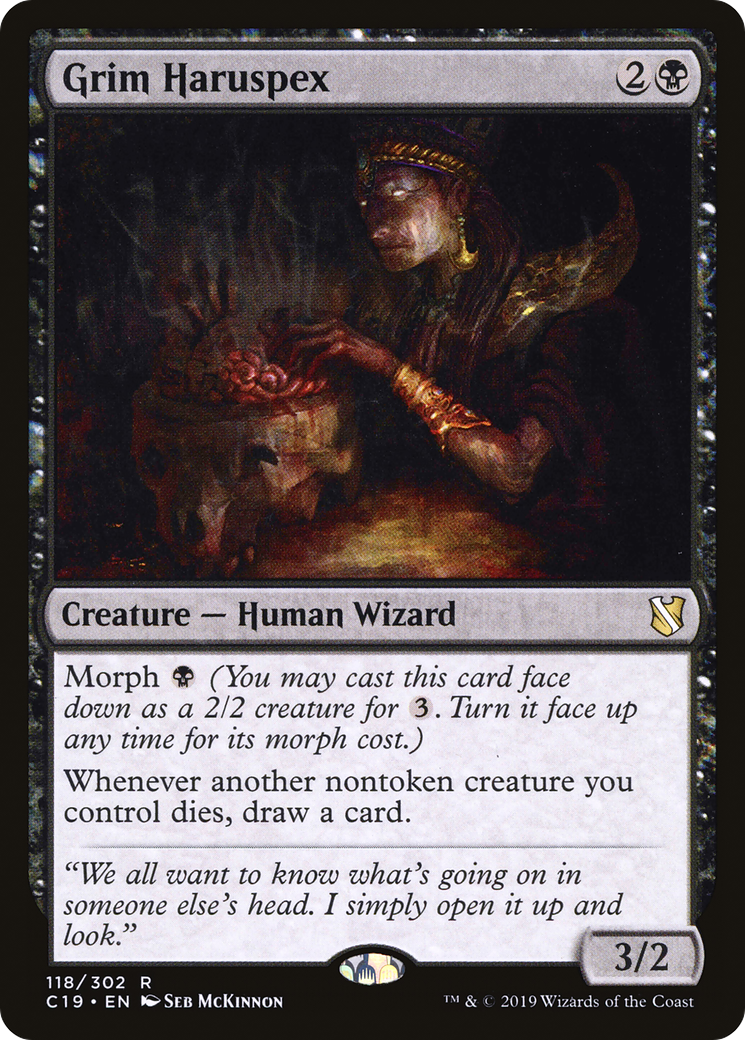 Grim Haruspex 2
Creature — Human Wizard
Morph (You may cast this card face
down as a 2/2 creature for 3. Turn it face up
any time for its morph cost.)
Whenever another nontoken creature you
control dies, draw a card.
“We all want to know what’s going on in
someone else’s head. I simply open it up and
look.”
3/2
118/302 R
C19 • EN Seb McKinnon
™ & © 2019 Wizards of the Coast